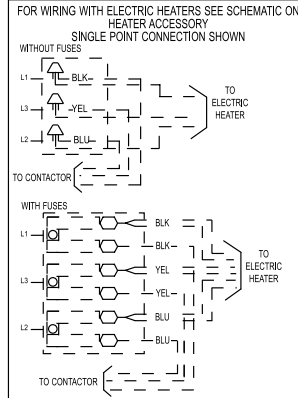 FOR WIRING WITH ELECTRIC HEATERS SEE SCHEMATIC ON
HEATER ACCESSORY
SINGLE POINT CONNECTION SHOWN
WITHOUT FUSES
L1
BLK
L3
YEL
L2
BLU
TO
ELECTRIC
HEATER
TO CONTACTOR
WITH FUSES
BLK
L1
BLK
YEL
L3
YEL
BLU
L2
BLU
TO
ELECTRIC
HEATER
TO CONTACTOR